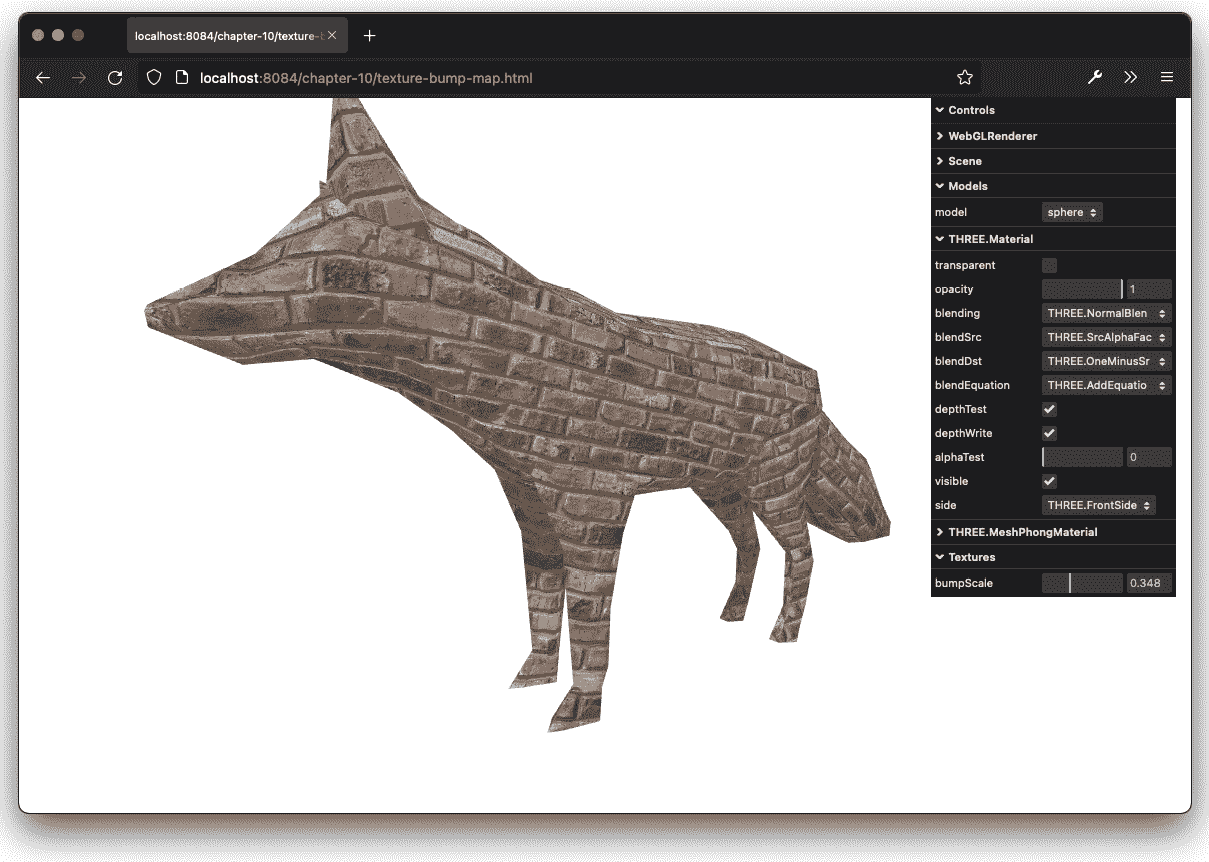 localhost:8084/chapter-10/texture-b
localhost:8084/chapter-10/texture-bump-map.html
Controls
WebGLRenderer
Scene
Models
model sphere
THREE.Material
transparent
opacity 1
blending THREE.NormalBlen
blendSrc THREE.SrcAlphaFac
blendDst THREE.OneMinusSr
blendEquation THREE.AddEquatio
depthTest
depthWrite
alphaTest 0
visible
side THREE.FrontSide
THREE.MeshPhongMaterial
Textures
bumpScale 0.348